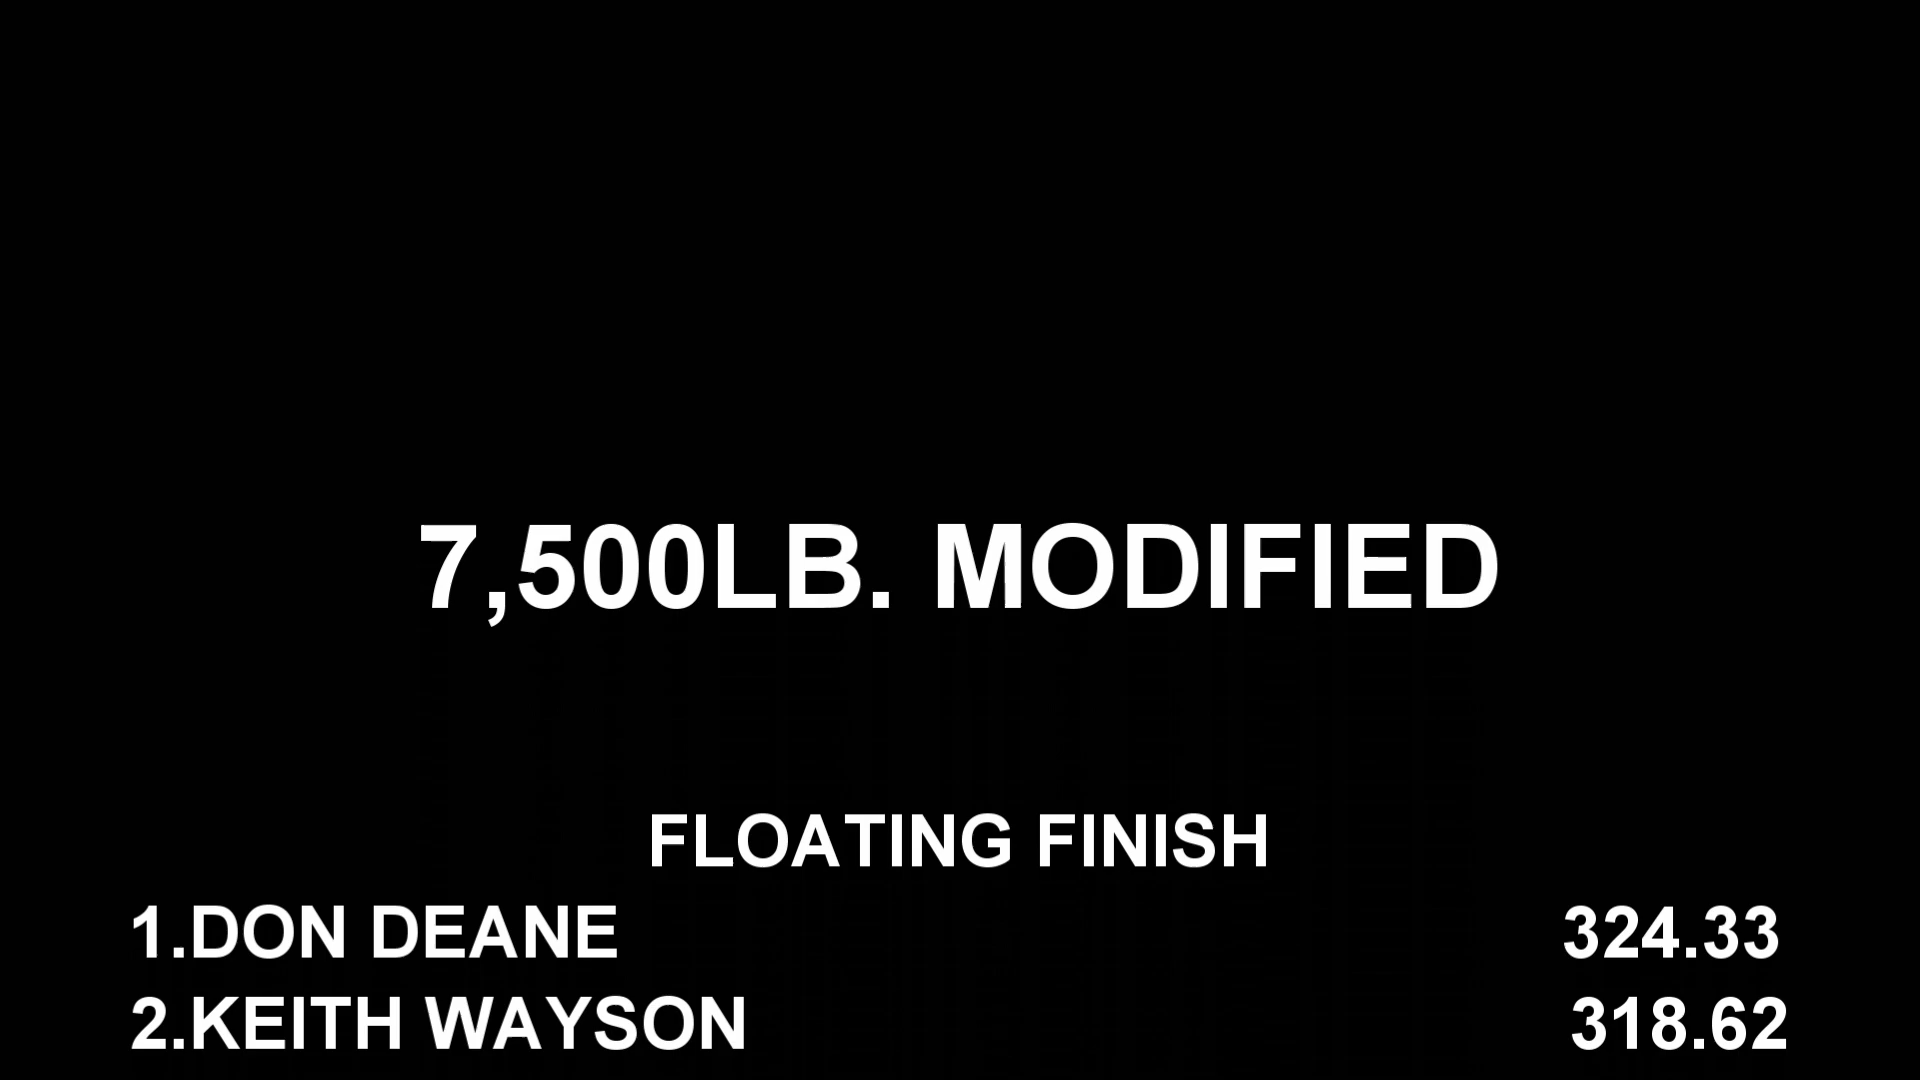 7,500LB. MODIFIED
FLOATING FINISH
1.DON DEANE 324.33
2.KEITH WAYSON 318.62